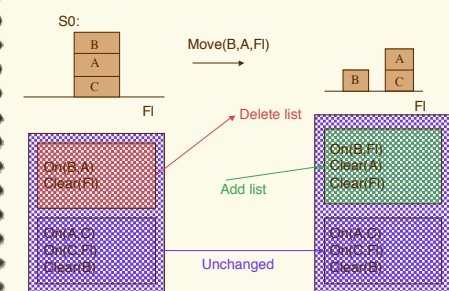 S0:
B
A
C
Fl
Move(B,A,Fl)
A
B
C
Fl
Delete list
On(B,A)
Clear(Fl)
Add list
On(B,Fl)
Clear(A)
Clear(Fl)
On(A,C)
On(C,Fl)
Clear(B)
Unchanged
On(A,C)
On(C,Fl)
Clear(B)